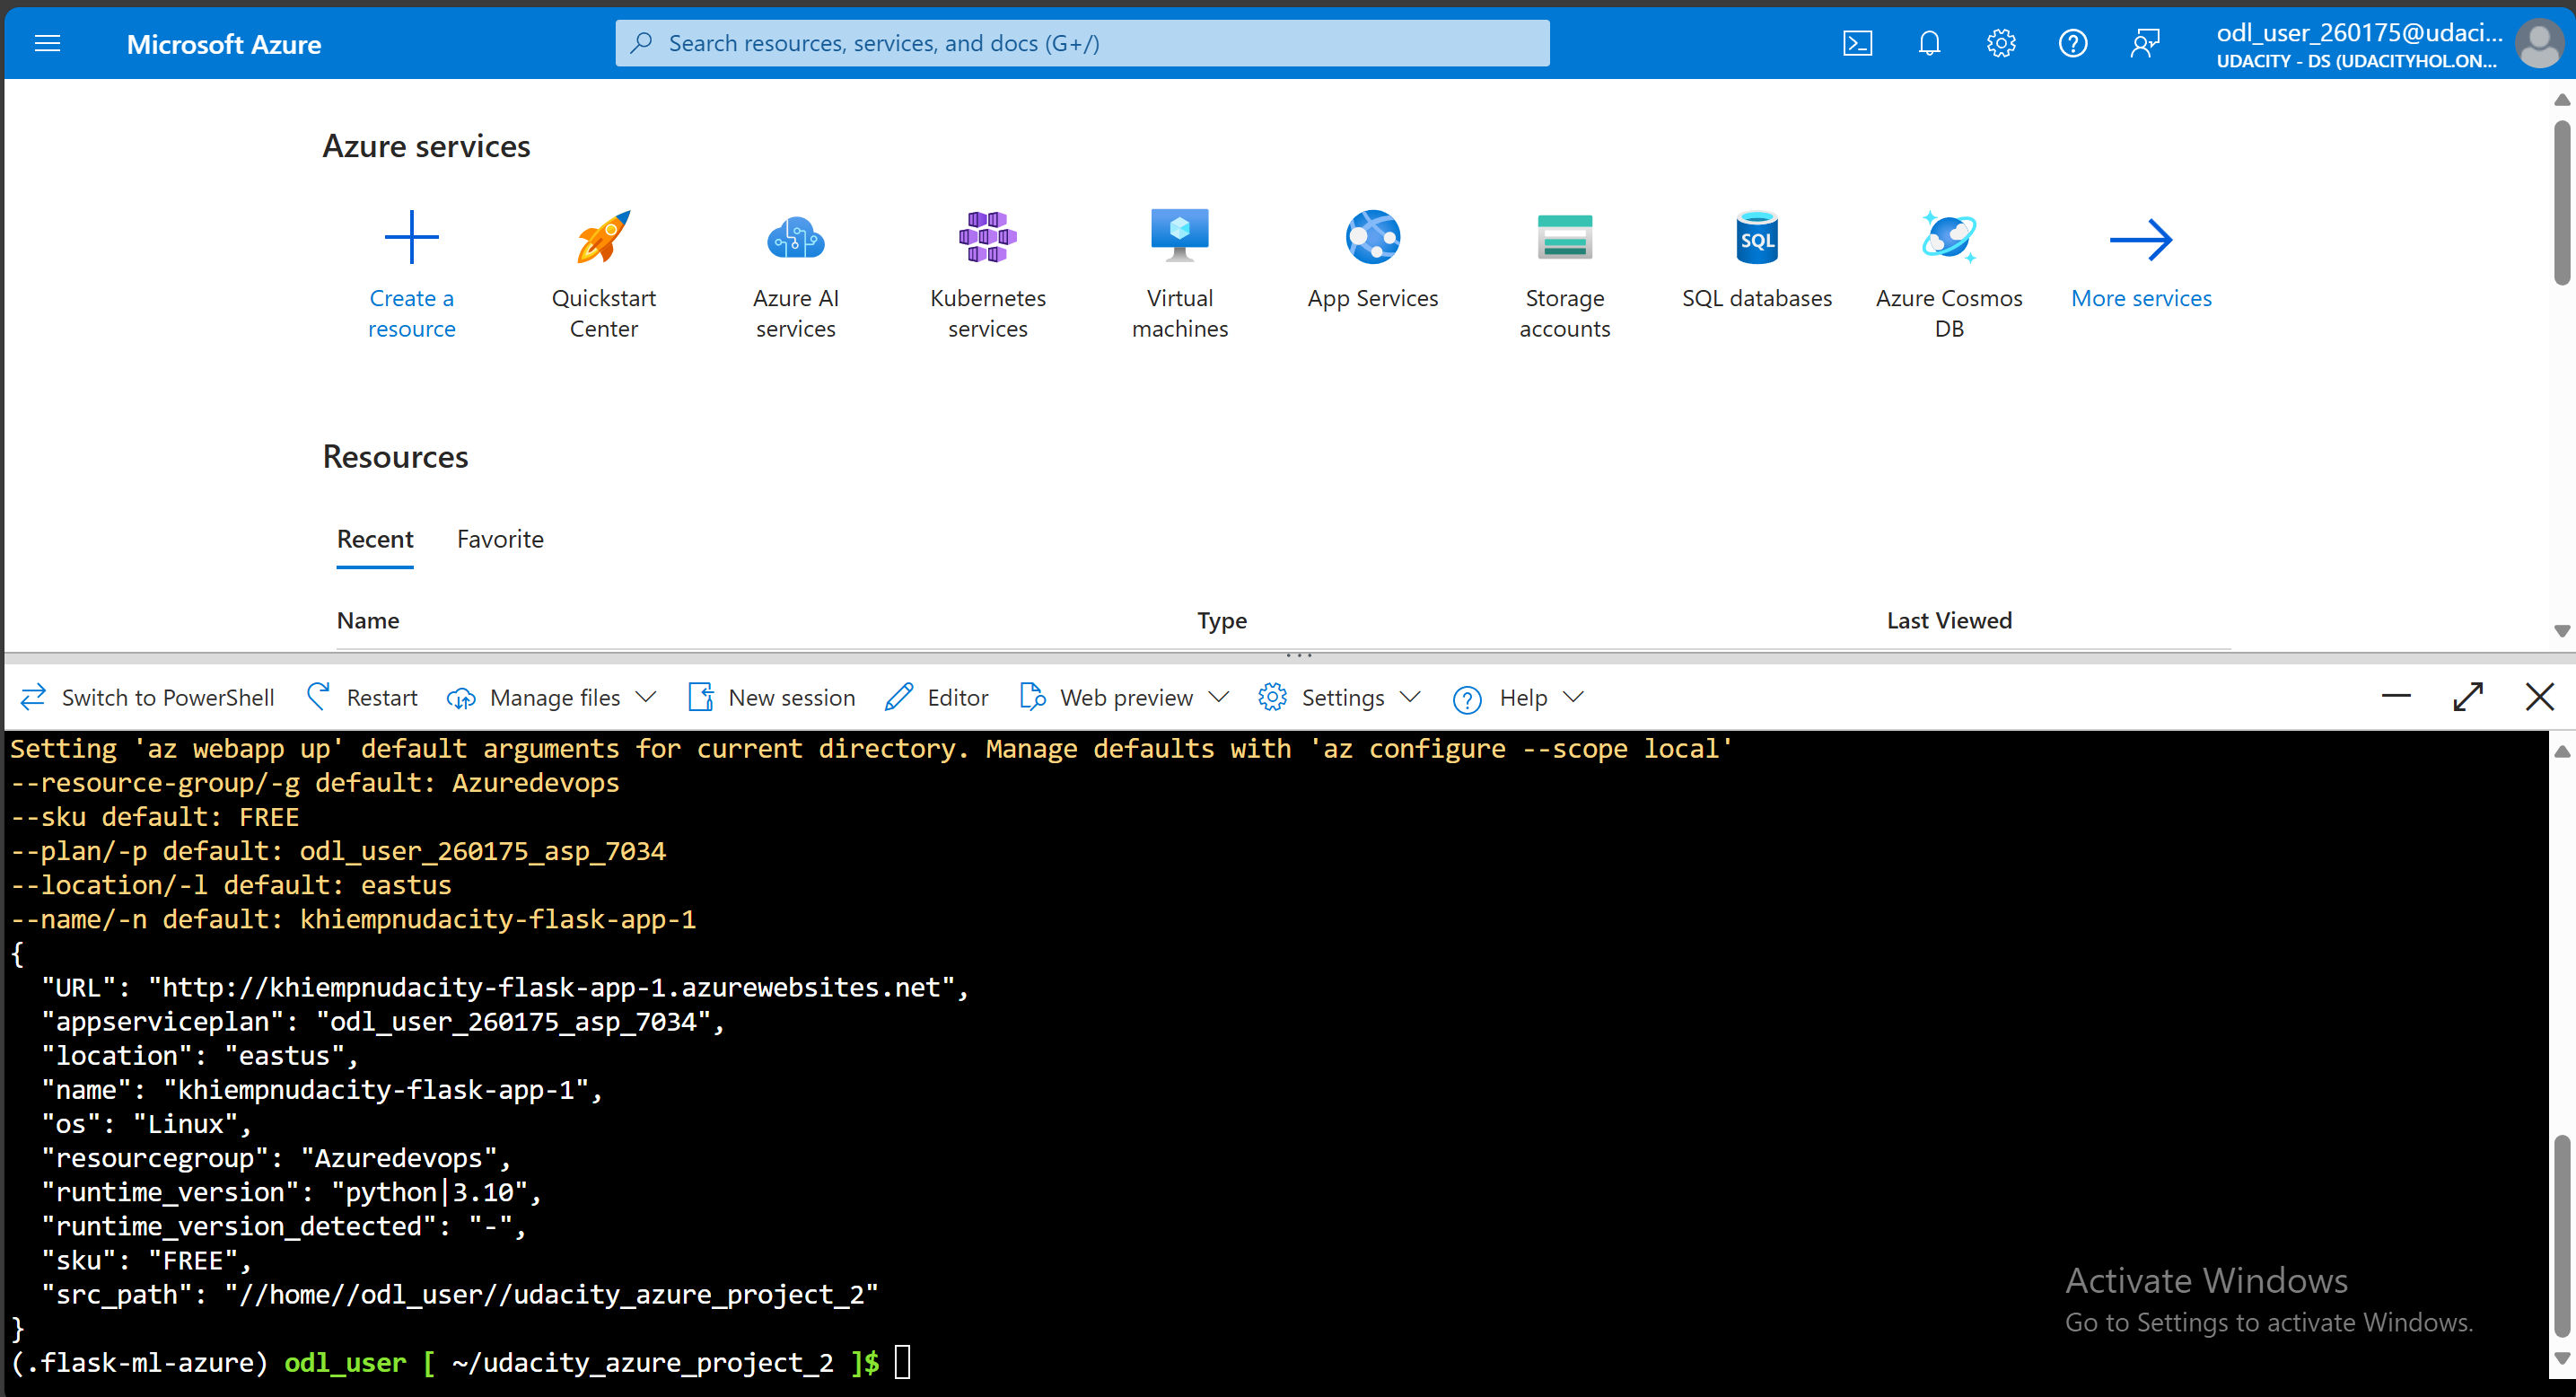 Microsoft Azure
Search resources, services, and docs (G+/)
odl_user_260175@udaci...
UDACITY - DS (UDACITYHOL.ON...
Azure services
Create a resource
Quickstart Center
Azure AI services
Kubernetes services
Virtual machines
App Services
Storage accounts
SQL
SQL databases
Azure Cosmos DB
More services
Resources
Recent Favorite
Name Type Last Viewed
Switch to PowerShell Restart Manage files New session Editor Web preview Settings Help
Setting 'az webapp up' default arguments for current directory. Manage defaults with 'az configure --scope local'
--resource-group/-g default: Azuredevops
--sku default: FREE
--plan/-p default: odl_user_260175_asp_7034
--location/-l default: eastus
--name/-n default: khiempnudacity-flask-app-1
{
  "URL": "http://khiempnudacity-flask-app-1.azurewebsites.net",
  "appserviceplan": "odl_user_260175_asp_7034",
  "location": "eastus",
  "name": "khiempnudacity-flask-app-1",
  "os": "Linux",
  "resourcegroup": "Azuredevops",
  "runtime_version": "python|3.10",
  "runtime_version_detected": "-",
  "sku": "FREE",
  "src_path": "//home//odl_user//udacity_azure_project_2"
}
(.flask-ml-azure) odl_user [ ~/udacity_azure_project_2 ]$
Activate Windows
Go to Settings to activate Windows.